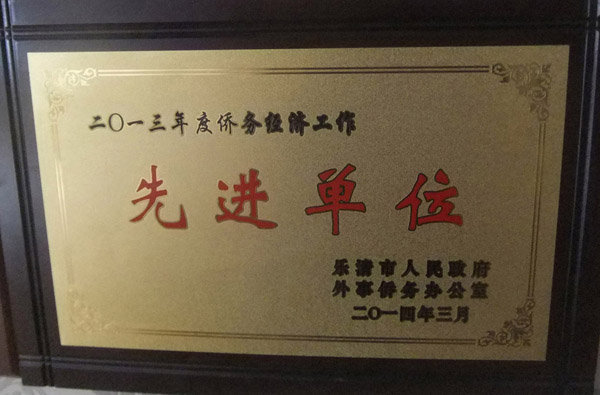 二〇一三年度侨务经济工作
先进单位
乐清市人民政府
外事侨务办公室
二〇一四年三月